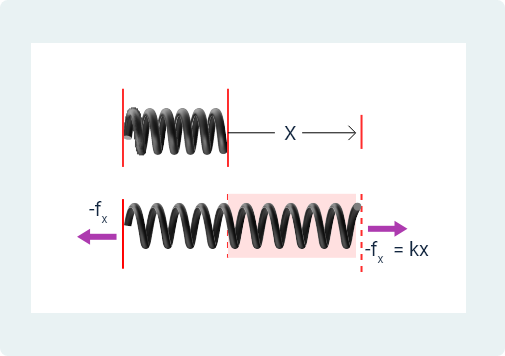 X
-fx
-fx = kx